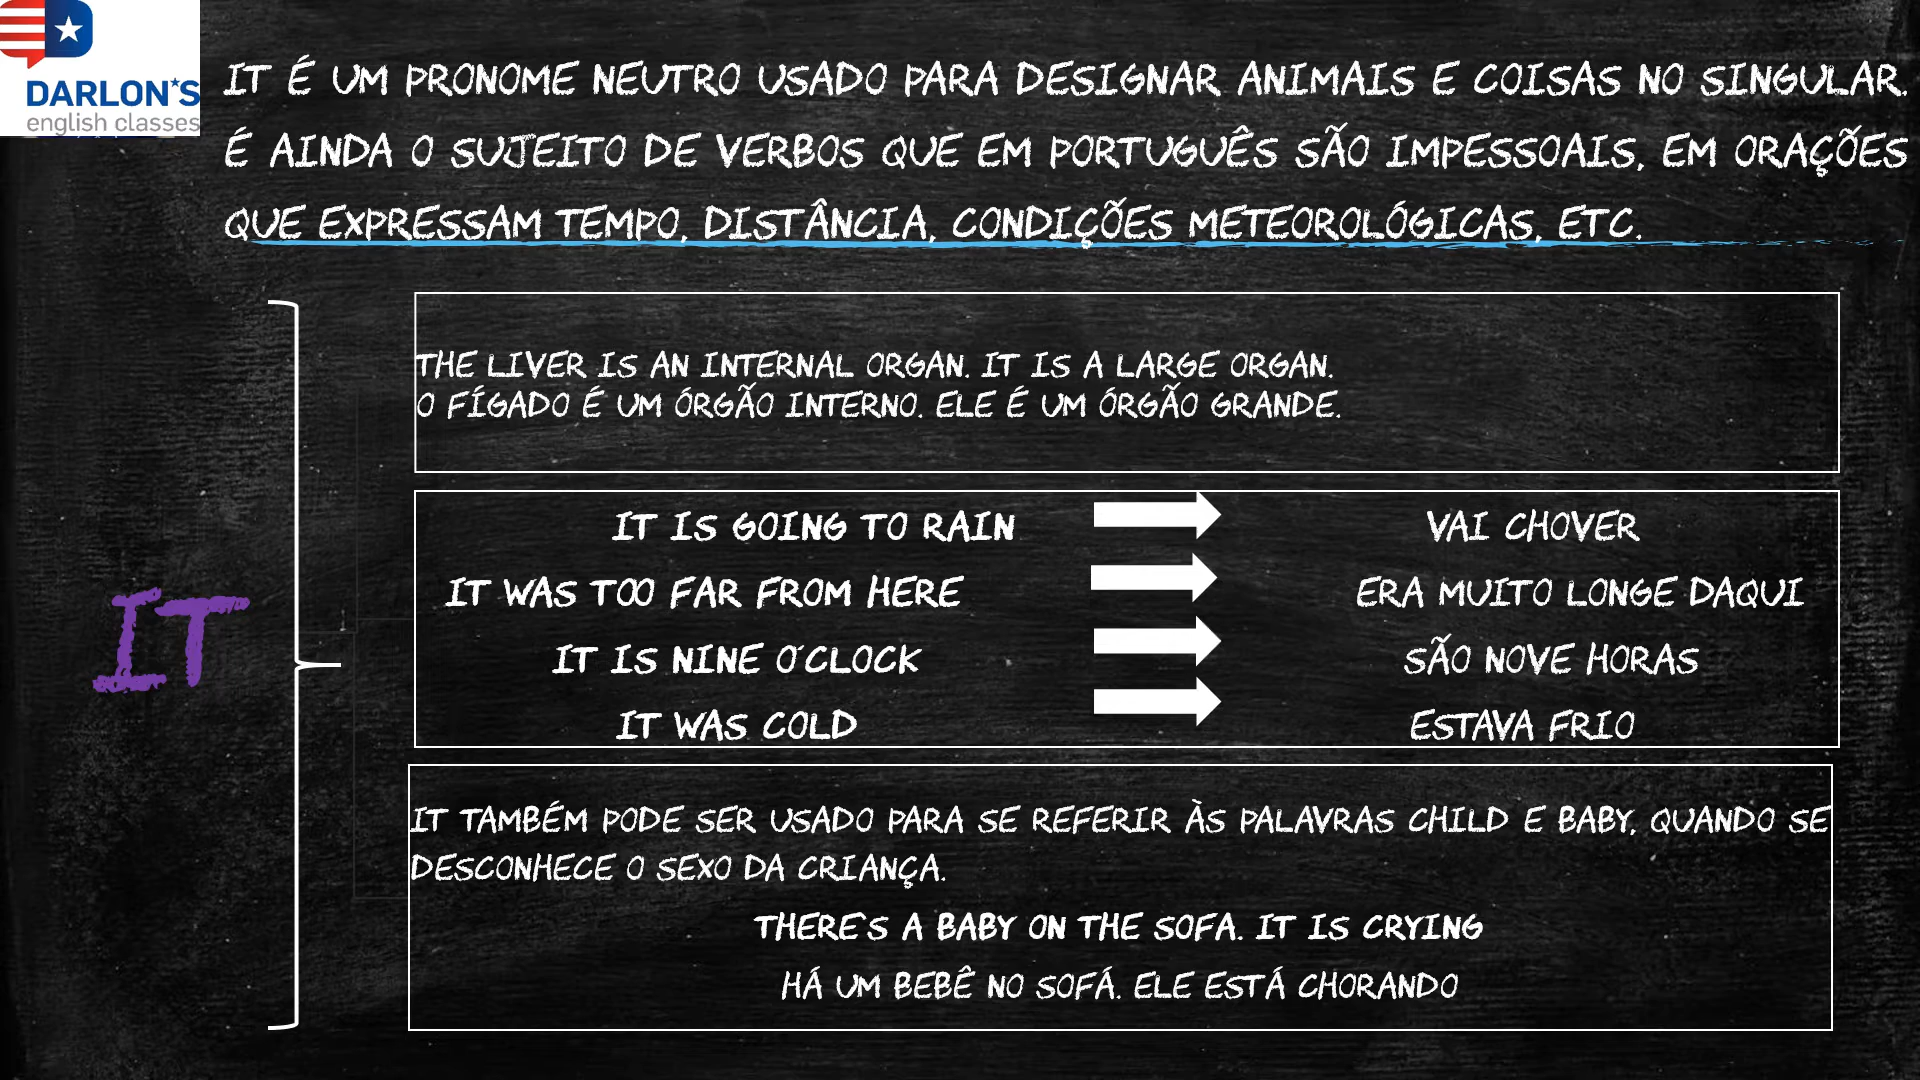 DARLON'S
english classes
IT É UM PRONOME NEUTRO USADO PARA DESIGNAR ANIMAIS E COISAS NO SINGULAR.
É AINDA O SUJEITO DE VERBOS QUE EM PORTUGUÊS SÃO IMPESSOAIS, EM ORAÇÕES
QUE EXPRESSAM TEMPO, DISTÂNCIA, CONDIÇÕES METEOROLÓGICAS, ETC.
IT
THE LIVER IS AN INTERNAL ORGAN. IT IS A LARGE ORGAN.
O FÍGADO É UM ÓRGÃO INTERNO. ELE É UM ÓRGÃO GRANDE.
IT IS GOING TO RAIN VAI CHOVER
IT WAS TOO FAR FROM HERE ERA MUITO LONGE DAQUI
IT IS NINE O'CLOCK SÃO NOVE HORAS
IT WAS COLD ESTAVA FRIO
IT TAMBÉM PODE SER USADO PARA SE REFERIR ÀS PALAVRAS CHILD E BABY, QUANDO SE
DESCONHECE O SEXO DA CRIANÇA.
THERE'S A BABY ON THE SOFA. IT IS CRYING
HÁ UM BEBÊ NO SOFÁ. ELE ESTÁ CHORANDO